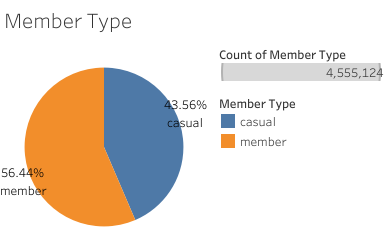 Member Type
Count of Member Type
4,555,124
43.56%
casual
Member Type
casual
member
56.44%
member